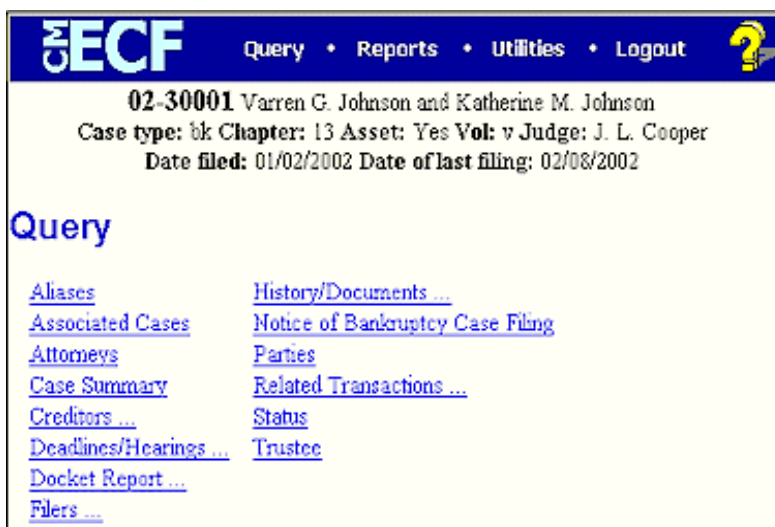 CM ECF Query • Reports • Utilities • Logout ?
02-30001 Varren G. Johnson and Katherine M. Johnson
Case type: bk Chapter: 13 Asset: Yes Vol: v Judge: J. L. Cooper
Date filed: 01/02/2002 Date of last filing: 02/08/2002
Query
Aliases
Associated Cases
Attorneys
Case Summary
Creditors ...
Deadlines/Hearings ...
Docket Report ...
Filers ...
History/Documents ...
Notice of Bankruptcy Case Filing
Parties
Related Transactions ...
Status
Trustee